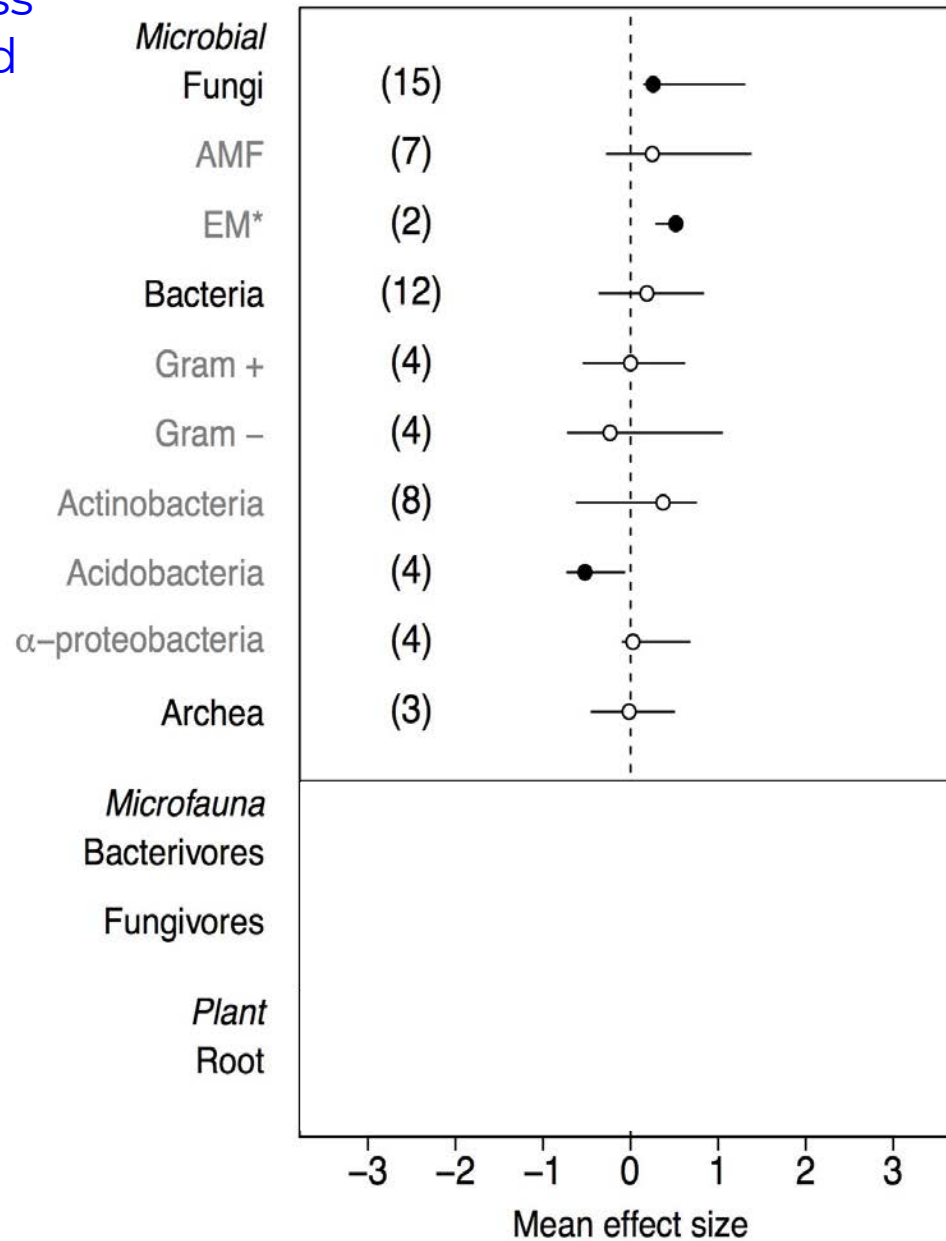 Microbial
Fungi (15)
AMF (7)
EM* (2)
Bacteria (12)
Gram + (4)
Gram − (4)
Actinobacteria (8)
Acidobacteria (4)
α−proteobacteria (4)
Archea (3)
Microfauna
Bacterivores
Fungivores
Plant
Root
−3 −2 −1 0 1 2 3
Mean effect size